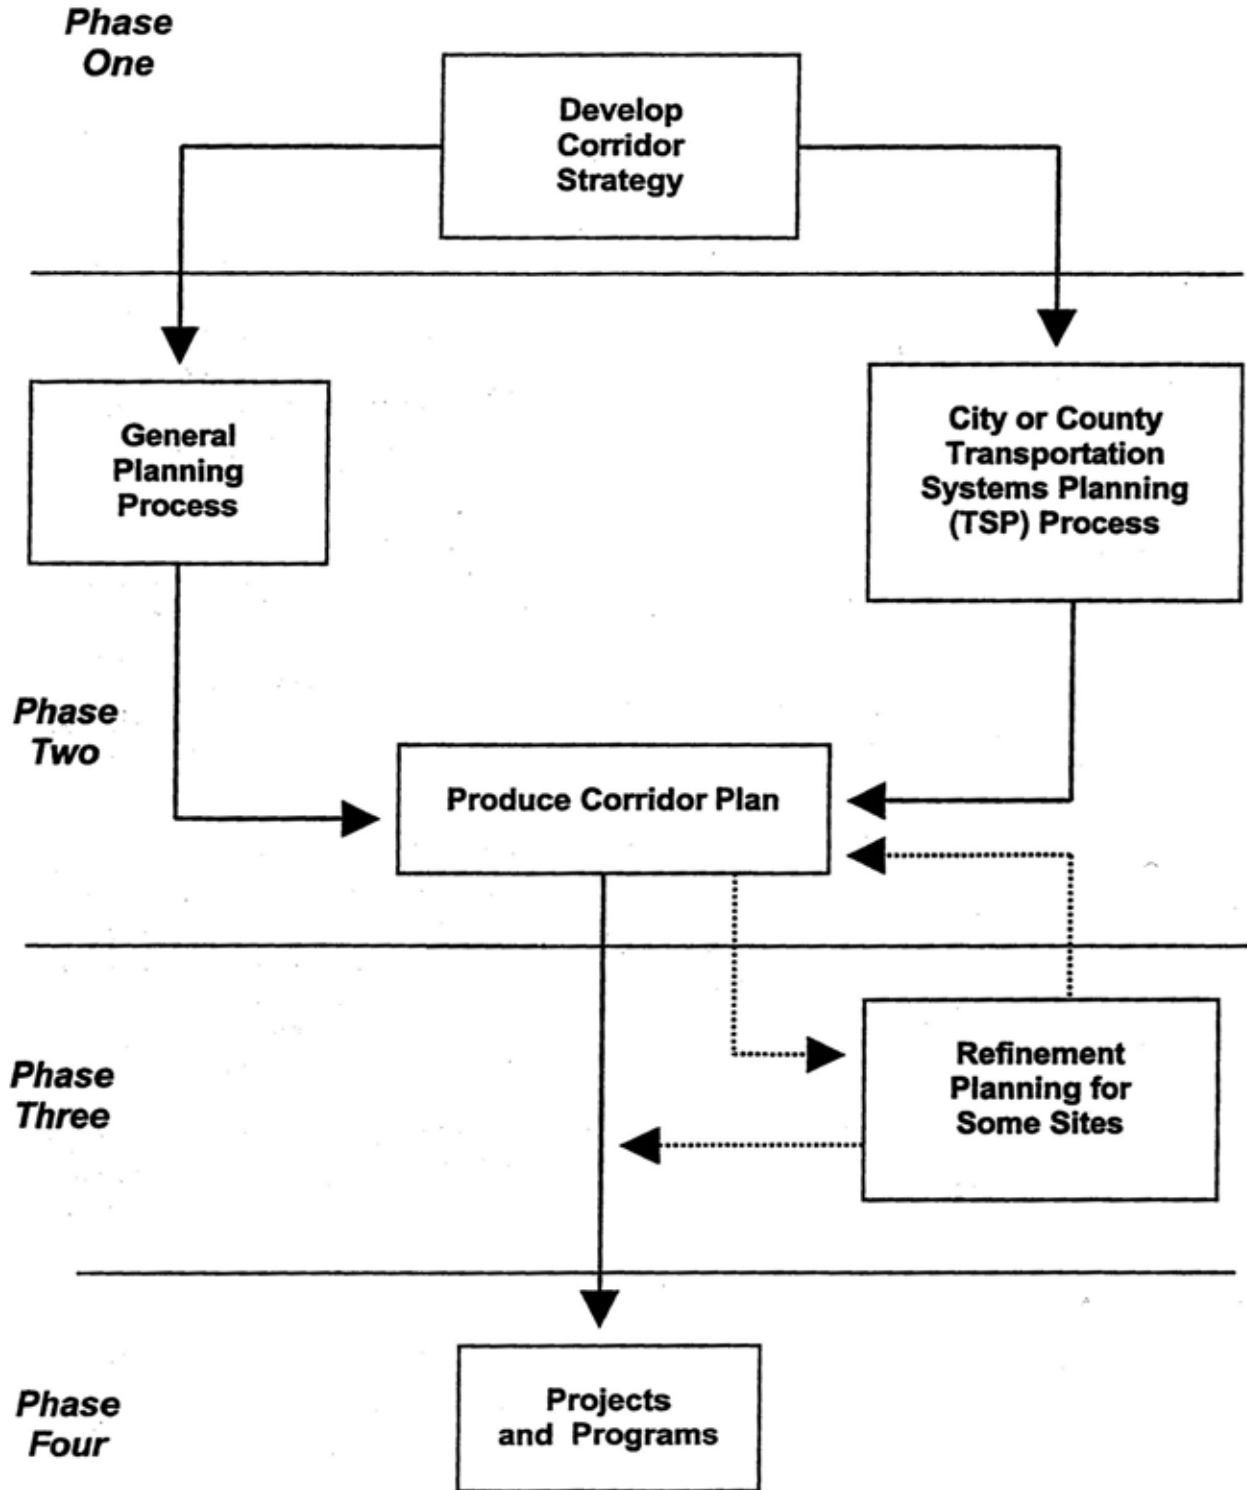 Phase
One
Develop
Corridor
Strategy
General
Planning
Process
City or County
Transportation
Systems Planning
(TSP) Process
Phase
Two
Produce Corridor Plan
Phase
Three
Refinement
Planning for
Some Sites
Phase
Four
Projects
and Programs